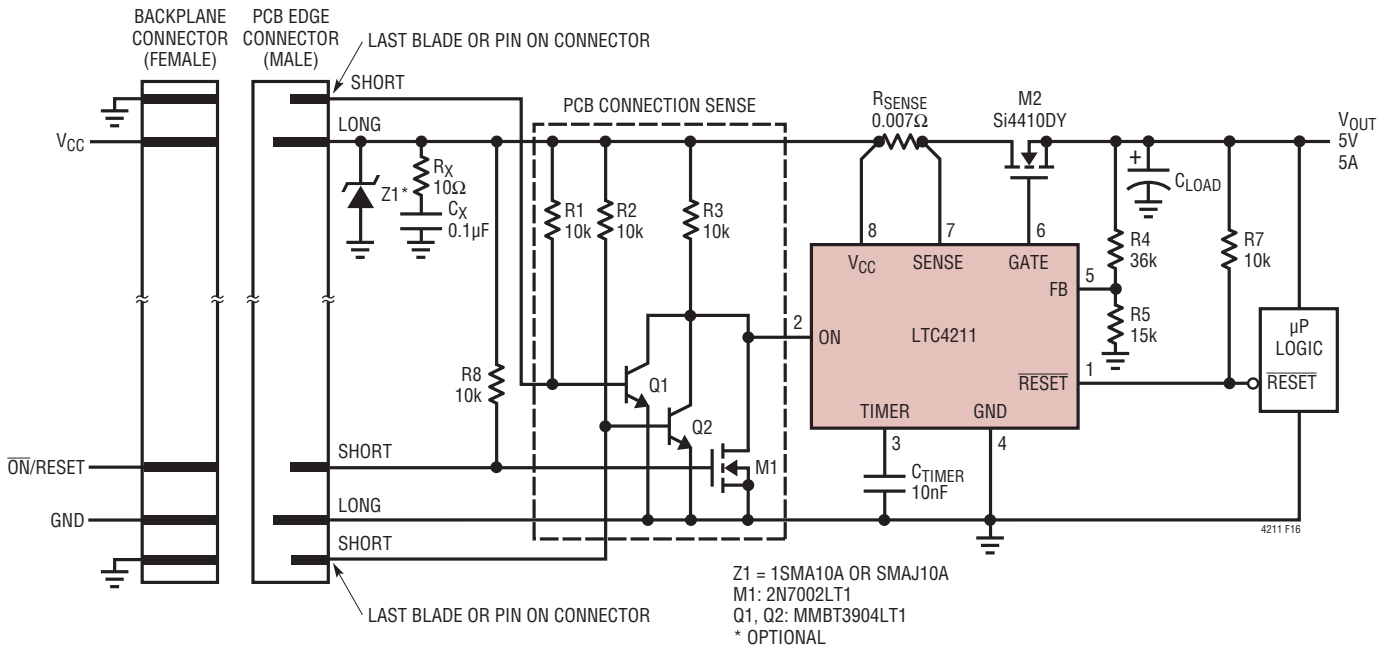 BACKPLANE
CONNECTOR
(FEMALE)
PCB EDGE
CONNECTOR
(MALE)
LAST BLADE OR PIN ON CONNECTOR
SHORT
PCB CONNECTION SENSE
RSENSE
0.007Ω
M2
Si4410DY
VOUT
5V
5A
VCC
LONG
Z1*
RX
10Ω
CX
0.1µF
R1
10k
R2
10k
R3
10k
+
CLOAD
R4
36k
R7
10k
8
7
6
VCC
SENSE
GATE
5
FB
R5
15k
2
ON
LTC4211
µP
LOGIC
RESET
1
RESET
R8
10k
Q1
Q2
M1
TIMER
GND
3
4
CTIMER
10nF
ON/RESET
SHORT
GND
LONG
SHORT
4211 F16
LAST BLADE OR PIN ON CONNECTOR
Z1 = 1SMA10A OR SMAJ10A
M1: 2N7002LT1
Q1, Q2: MMBT3904LT1
* OPTIONAL